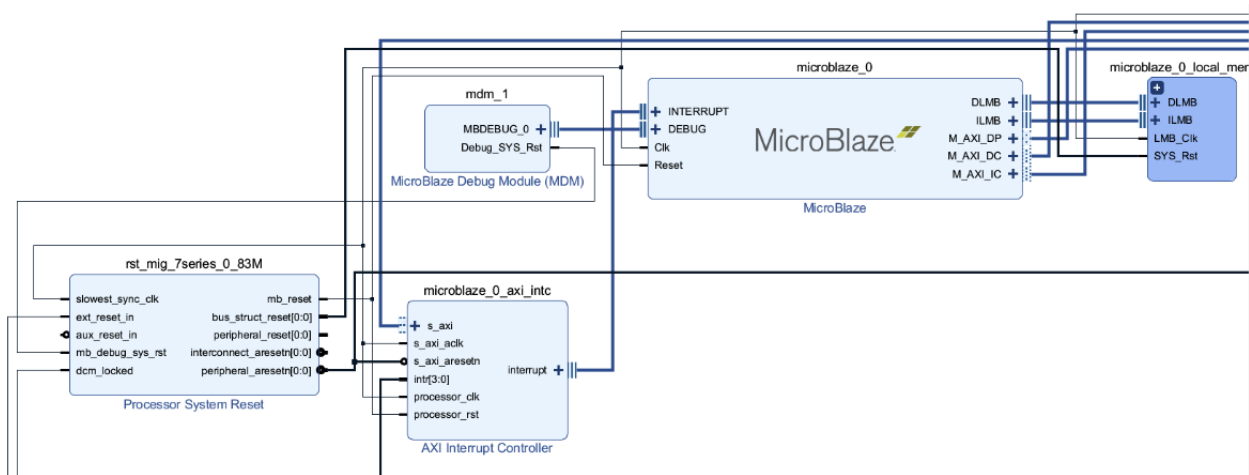 mdm_1
MBDEBUG_0
Debug_SYS_Rst
MicroBlaze Debug Module (MDM)
microblaze_0
INTERRUPT
DEBUG
Clk
Reset
MicroBlaze
DLMB
ILMB
M_AXI_DP
M_AXI_DC
M_AXI_IC
MicroBlaze
microblaze_0_local_mem
DLMB
ILMB
LMB_Clk
SYS_Rst
rst_mig_7series_0_83M
slowest_sync_clk
ext_reset_in
aux_reset_in
mb_debug_sys_rst
dcm_locked
mb_reset
bus_struct_reset[0:0]
peripheral_reset[0:0]
interconnect_aresetn[0:0]
peripheral_aresetn[0:0]
Processor System Reset
microblaze_0_axi_intc
s_axi
s_axi_aclk
s_axi_aresetn
intr[3:0]
processor_clk
processor_rst
interrupt
AXI Interrupt Controller